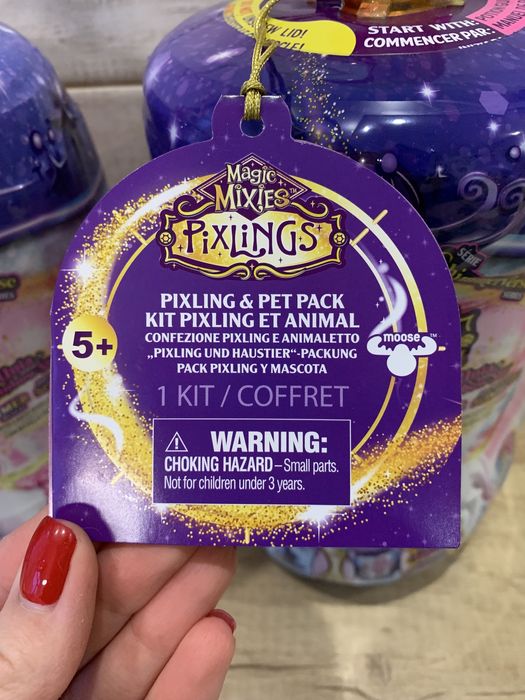 START WITH:
COMMENCER PAR:
Magic
MIXIES™
PIXLINGS
PIXLING & PET PACK
KIT PIXLING ET ANIMAL
CONFEZIONE PIXLING E ANIMALETTO
„PIXLING UND HAUSTIER“-PACKUNG
PACK PIXLING Y MASCOTA
5+
moose™
1 KIT / COFFRET
WARNING:
CHOKING HAZARD – Small parts.
Not for children under 3 years.